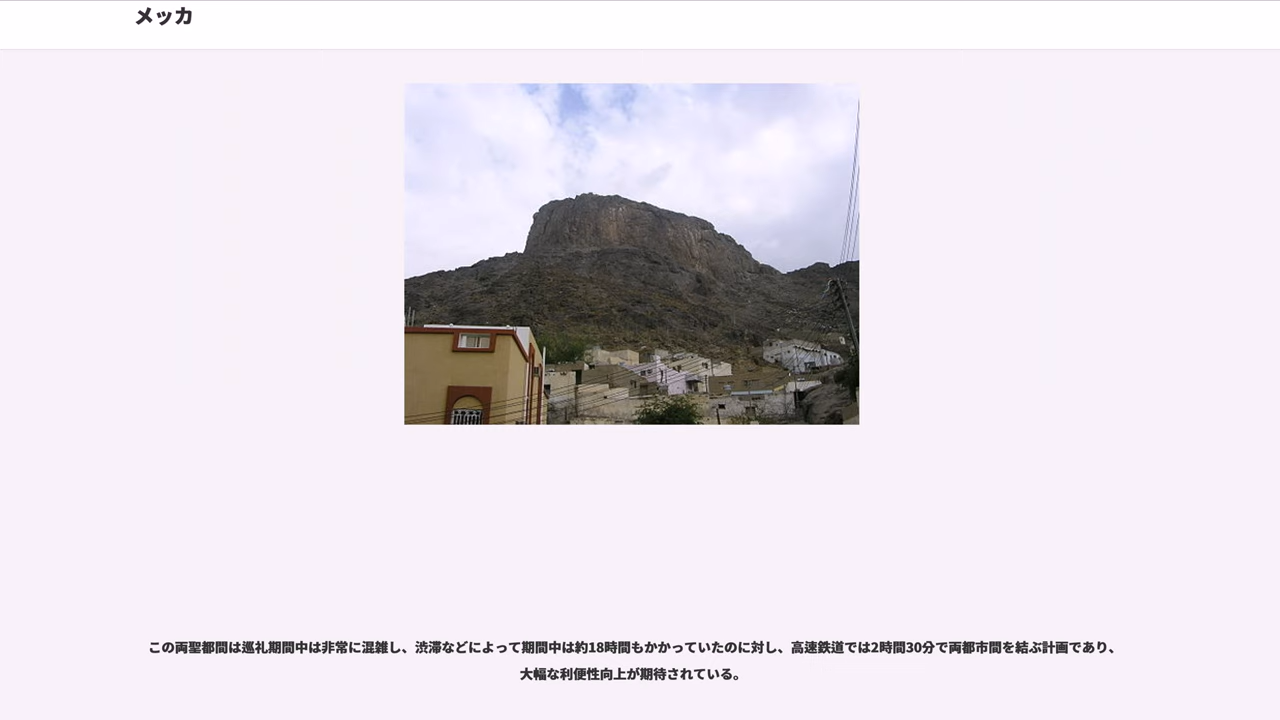 メッカ
この両聖都間は巡礼期間中は非常に混雑し、渋滞などによって期間中は約18時間もかかっていたのに対し、高速鉄道では2時間30分で両都市間を結ぶ計画であり、
大幅な利便性向上が期待されている。